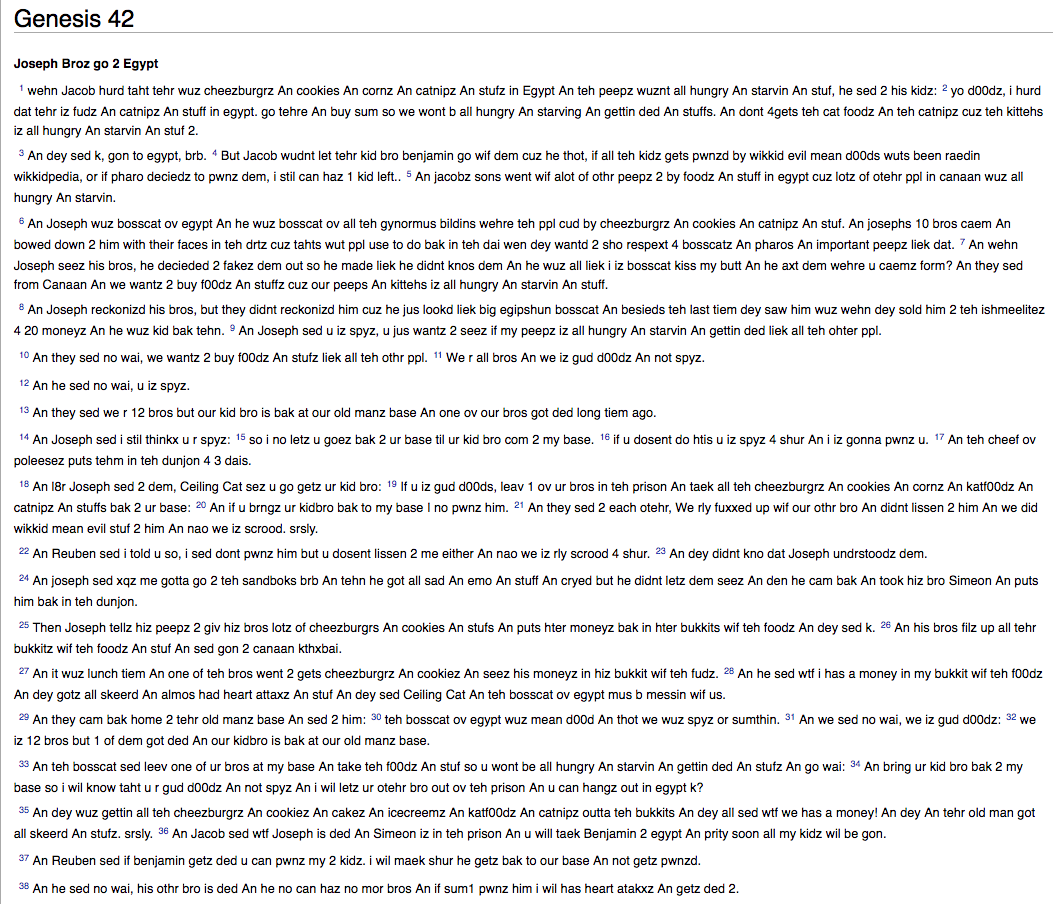 Genesis 42
Joseph Broz go 2 Egypt
1 wehn Jacob hurd taht tehr wuz cheezburgrz An cookies An cornz An catnipz An stufz in Egypt An teh peepz wuznt all hungry An starvin An stuf, he sed 2 his kidz: 2 yo d00dz, i hurd
dat tehr iz fudz An catnipz An stuff in egypt. go tehre An buy sum so we wont b all hungry An starving An gettin ded An stuffs. An dont 4gets teh cat foodz An teh catnipz cuz teh kittehs
iz all hungry An starvin An stuf 2.
3 An dey sed k, gon to egypt, brb. 4 But Jacob wudnt let tehr kid bro benjamin go wif dem cuz he thot, if all teh kidz gets pwnzd by wikkid evil mean d00ds wuts been raedin
wikkidpedia, or if pharo deciedz to pwnz dem, i stil can haz 1 kid left.. 5 An jacobz sons went wif alot of othr peepz 2 by foodz An stuff in egypt cuz lotz of otehr ppl in canaan wuz all
hungry An starvin.
6 An Joseph wuz bosscat ov egypt An he wuz bosscat ov all teh gynormus bildins wehre teh ppl cud by cheezburgrz An cookies An catnipz An stuf. An josephs 10 bros caem An
bowed down 2 him with their faces in teh drtz cuz tahts wut ppl use to do bak in teh dai wen dey wantd 2 sho respext 4 bosscatz An pharos An important peepz liek dat. 7 An wehn
Joseph seez his bros, he decieded 2 fakez dem out so he made liek he didnt knos dem An he wuz all liek i iz bosscat kiss my butt An he axt dem wehre u caemz form? An they sed
from Canaan An we wantz 2 buy f00dz An stuffz cuz our peeps An kittehs iz all hungry An starvin An stuff.
8 An Joseph reckonizd his bros, but they didnt reckonizd him cuz he jus lookd liek big egipshun bosscat An besieds teh last tiem dey saw him wuz wehn dey sold him 2 teh ishmeelitez
4 20 moneyz An he wuz kid bak tehn. 9 An Joseph sed u iz spyz, u jus wantz 2 seez if my peepz iz all hungry An starvin An gettin ded liek all teh ohter ppl.
10 An they sed no wai, we wantz 2 buy f00dz An stufz liek all teh othr ppl. 11 We r all bros An we iz gud d00dz An not spyz.
12 An he sed no wai, u iz spyz.
13 An they sed we r 12 bros but our kid bro is bak at our old manz base An one ov our bros got ded long tiem ago.
14 An Joseph sed i stil thinkx u r spyz: 15 so i no letz u goez bak 2 ur base til ur kid bro com 2 my base. 16 if u dosent do htis u iz spyz 4 shur An i iz gonna pwnz u. 17 An teh cheef ov
poleesez puts tehm in teh dunjon 4 3 dais.
18 An l8r Joseph sed 2 dem, Ceiling Cat sez u go getz ur kid bro: 19 If u iz gud d00ds, leav 1 ov ur bros in teh prison An taek all teh cheezburgrz An cookies An cornz An katf00dz An
catnipz An stuffs bak 2 ur base: 20 An if u brngz ur kidbro bak to my base I no pwnz him. 21 An they sed 2 each otehr, We rly fuxxed up wif our othr bro An didnt lissen 2 him An we did
wikkid mean evil stuf 2 him An nao we iz scrood. srsly.
22 An Reuben sed i told u so, i sed dont pwnz him but u dosent lissen 2 me either An nao we iz rly scrood 4 shur. 23 An dey didnt kno dat Joseph undrstoodz dem.
24 An joseph sed xqz me gotta go 2 teh sandboks brb An tehn he got all sad An emo An stuff An cryed but he didnt letz dem seez An den he cam bak An took hiz bro Simeon An puts
him bak in teh dunjon.
25 Then Joseph tellz hiz peepz 2 giv hiz bros lotz of cheezburgrs An cookies An stufs An puts hter moneyz bak in hter bukkits wif teh foodz An dey sed k. 26 An his bros filz up all tehr
bukkitz wif teh foodz An stuf An sed gon 2 canaan kthxbai.
27 An it wuz lunch tiem An one of teh bros went 2 gets cheezburgrz An cookiez An seez his moneyz in hiz bukkit wif teh fudz. 28 An he sed wtf i has a money in my bukkit wif teh f00dz
An dey gotz all skeerd An almos had heart attaxz An stuf An dey sed Ceiling Cat An teh bosscat ov egypt mus b messin wif us.
29 An they cam bak home 2 tehr old manz base An sed 2 him: 30 teh bosscat ov egypt wuz mean d00d An thot we wuz spyz or sumthin. 31 An we sed no wai, we iz gud d00dz: 32 we
iz 12 bros but 1 of dem got ded An our kidbro is bak at our old manz base.
33 An teh bosscat sed leev one of ur bros at my base An take teh f00dz An stuf so u wont be all hungry An starvin An gettin ded An stufz An go wai: 34 An bring ur kid bro bak 2 my
base so i wil know taht u r gud d00dz An not spyz An i wil letz ur otehr bro out ov teh prison An u can hangz out in egypt k?
35 An dey wuz gettin all teh cheezburgrz An cookiez An cakez An icecreemz An katf00dz An catnipz outta teh bukkits An dey all sed wtf we has a money! An dey An tehr old man got
all skeerd An stufz. srsly. 36 An Jacob sed wtf Joseph is ded An Simeon iz in teh prison An u will taek Benjamin 2 egypt An prity soon all my kidz wil be gon.
37 An Reuben sed if benjamin getz ded u can pwnz my 2 kidz. i wil maek shur he getz bak to our base An not getz pwnzd.
38 An he sed no wai, his othr bro is ded An he no can haz no mor bros An if sum1 pwnz him i wil has heart atakxz An getz ded 2.